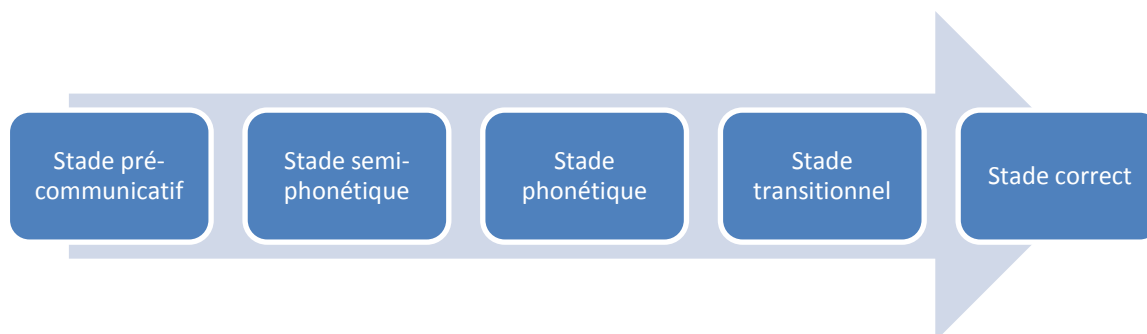 Stade pré-
communicatif
Stade semi-
phonétique
Stade
phonétique
Stade
transitionnel
Stade correct